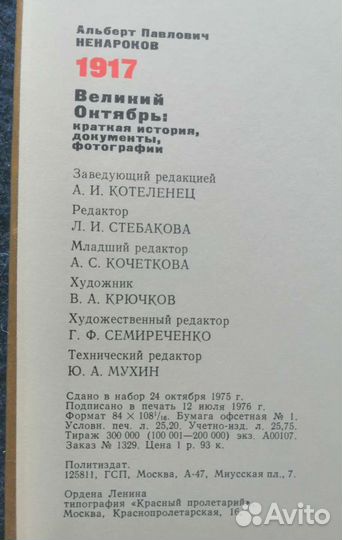 Альберт Павлович
НЕНАРОКОВ
1917
Великий
Октябрь:
краткая история,
документы,
фотографии
Заведующий редакцией
А. И. КОТЕЛЕНЕЦ
Редактор
Л. И. СТЕБАКОВА
Младший редактор
А. С. КОЧЕТКОВА
Художник
В. А. КРЮЧКОВ
Художественный редактор
Г. Ф. СЕМИРЕЧЕНКО
Технический редактор
Ю. А. МУХИН
Сдано в набор 24 октября 1975 г.
Подписано в печать 12 июля 1976 г.
Формат 84 × 108¹/₁₆. Бумага офсетная № 1.
Условн. печ. л. 25,20. Учетно-изд. л. 25,75.
Тираж 300 000 (100 001—200 000) экз. А00107.
Заказ № 1329. Цена 1 р. 93 к.
Политиздат.
125811, ГСП, Москва, А-47, Миусская пл., 7.
Ордена Ленина
типография «Красный пролетарий».
Москва, Краснопролетарская, 16.
Avito